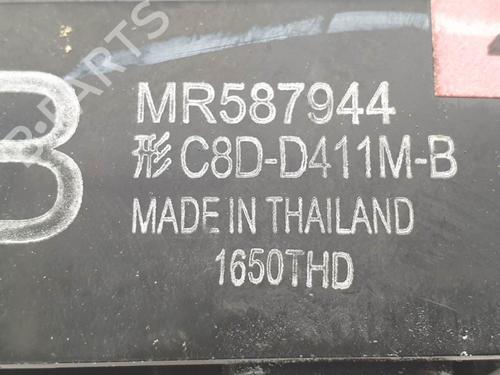 B
MR587944
形 C8D-D411M-B
MADE IN THAILAND
1650THD